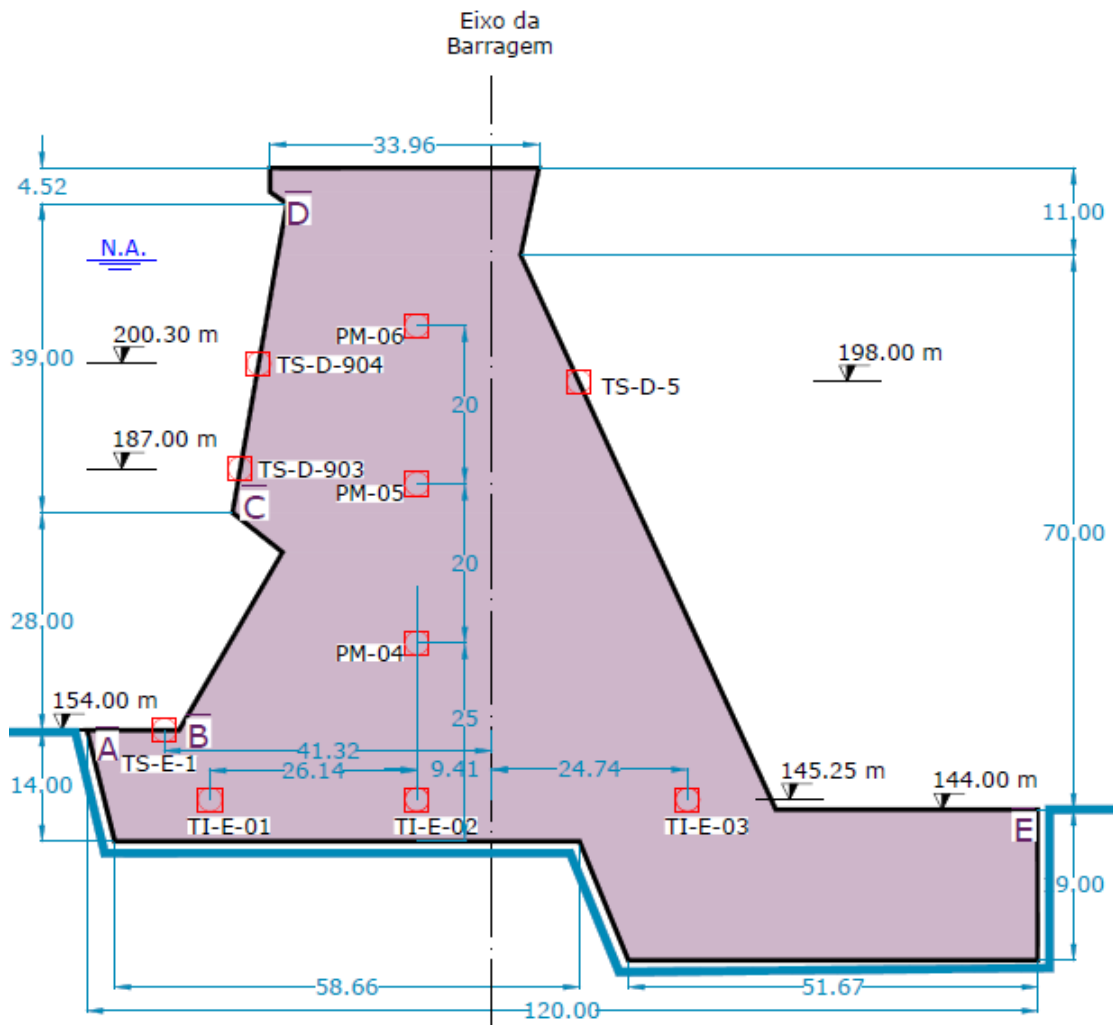 Eixo da
Barragem
33.96
4.52
11,00
D
N.A.
PM-06
200.30 m
198.00 m
39,00
TS-D-904
TS-D-5
20
187.00 m
TS-D-903
PM-05
C
70,00
20
28,00
PM-04
154.00 m
25
A
B
TS-E-1
41.32
26.14
9.41
24.74
14,00
145.25 m
144.00 m
TI-E-01
TI-E-02
TI-E-03
E
58.66
51.67
120.00